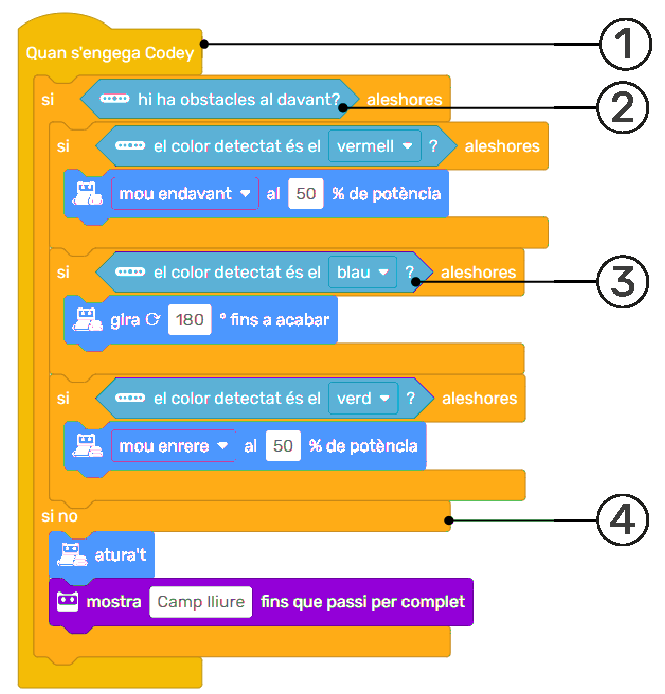 Quan s'engega Codey
1
si hi ha obstacles al davant? aleshores
2
si el color detectat és el vermell ? aleshores
mou endavant al 50 % de potència
si el color detectat és el blau ? aleshores
3
gira 180 ° fins a acabar
si el color detectat és el verd ? aleshores
mou enrere al 50 % de potència
si no
4
atura't
mostra Camp lliure fins que passi per complet